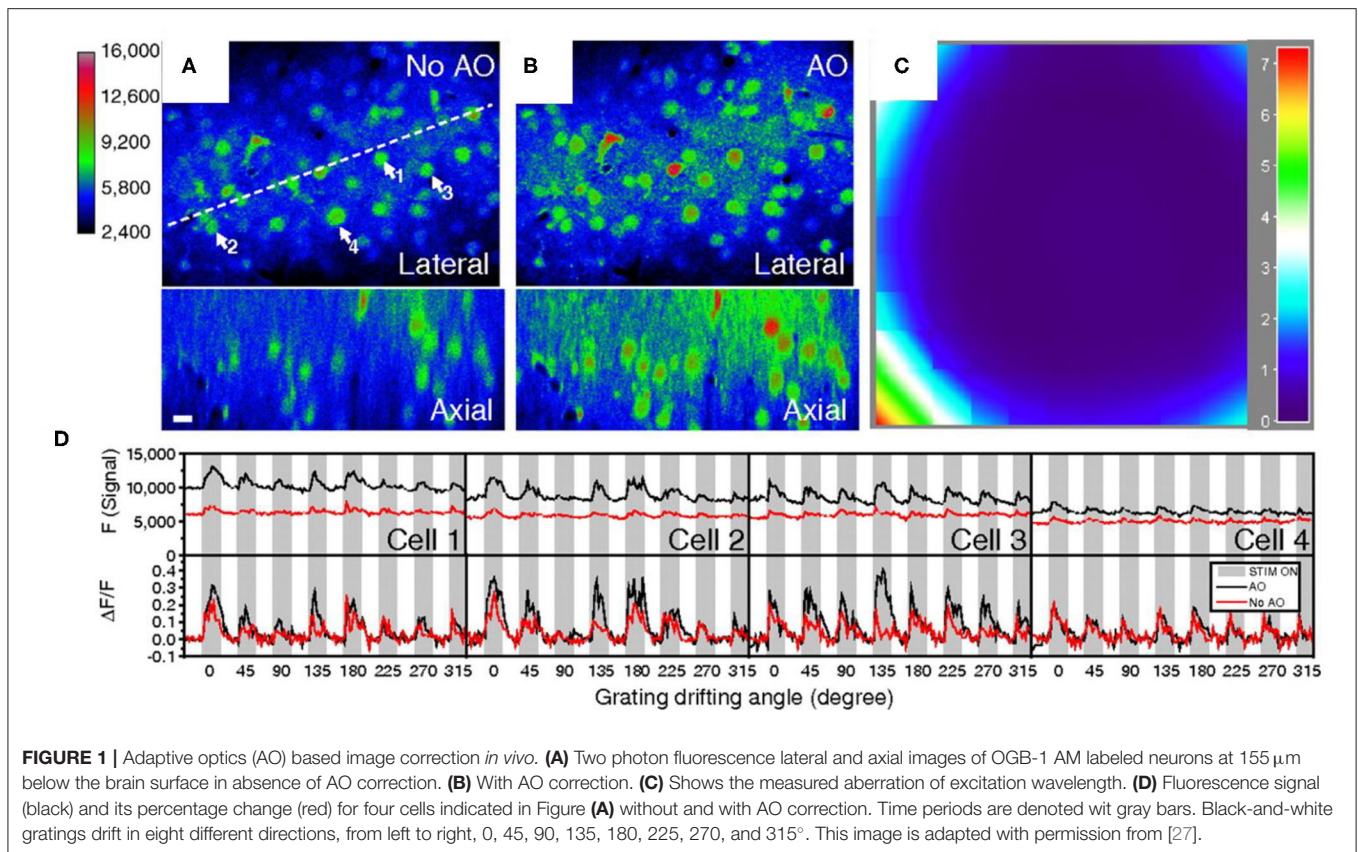 16,000
12,600
9,200
5,800
2,400
A
No AO
1
3
2
4
Lateral
Axial
B
AO
Lateral
Axial
C
7
6
5
4
3
2
1
0
D
F (Signal)
15,000
10,000
5,000
0
Cell 1
Cell 2
Cell 3
Cell 4
STIM ON
AO
No AO
ΔF/F
0.4
0.3
0.2
0.1
0.0
-0.1
0 45 90 135 180 225 270 315 0 45 90 135 180 225 270 315 0 45 90 135 180 225 270 315 0 45 90 135 180 225 270 315
Grating drifting angle (degree)
FIGURE 1 | Adaptive optics (AO) based image correction in vivo. (A) Two photon fluorescence lateral and axial images of OGB-1 AM labeled neurons at 155 μm
below the brain surface in absence of AO correction. (B) With AO correction. (C) Shows the measured aberration of excitation wavelength. (D) Fluorescence signal
(black) and its percentage change (red) for four cells indicated in Figure (A) without and with AO correction. Time periods are denoted wit gray bars. Black-and-white
gratings drift in eight different directions, from left to right, 0, 45, 90, 135, 180, 225, 270, and 315°. This image is adapted with permission from [27].